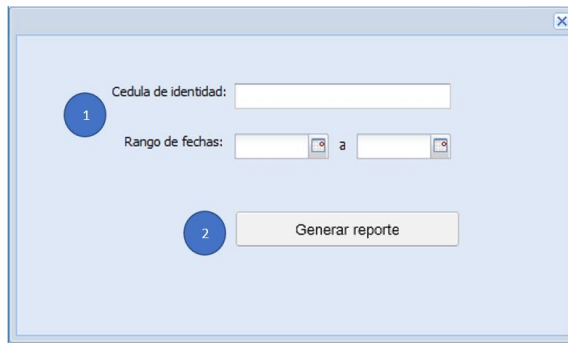 Cedula de identidad:
1
Rango de fechas: a
2 Generar reporte